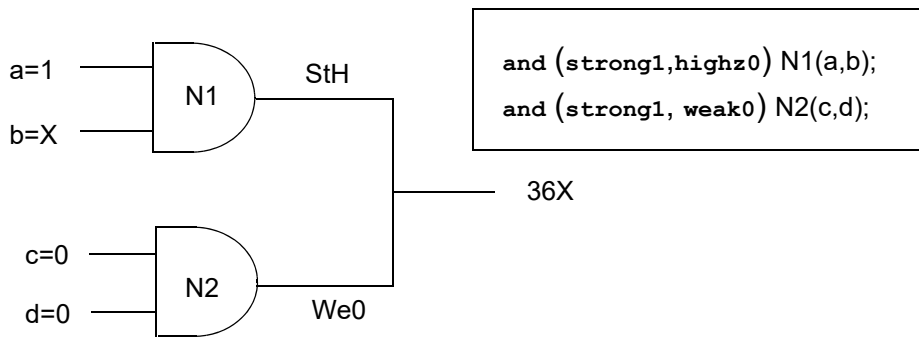 a=1
b=X
N1
StH
and (strong1,highz0) N1(a,b);
and (strong1, weak0) N2(c,d);
36X
c=0
d=0
N2
We0